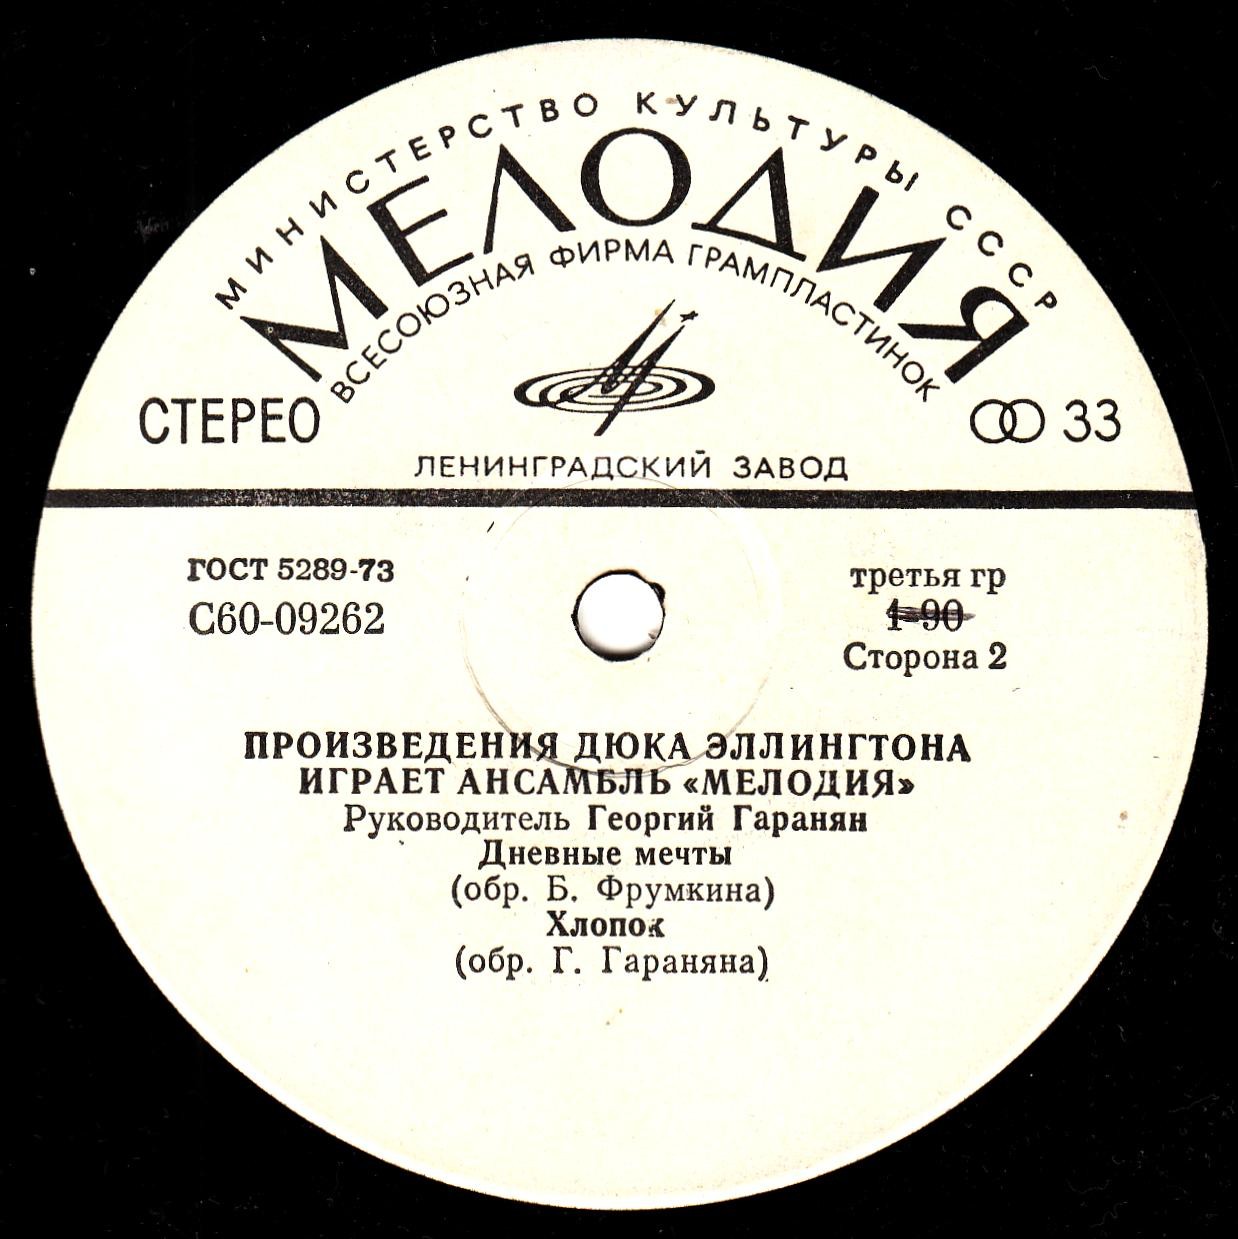 МИНИСТЕРСТВО КУЛЬТУРЫ СССР
МЕЛОДИЯ
ВСЕСОЮЗНАЯ ФИРМА ГРАМПЛАСТИНОК
СТЕРЕО
33
ЛЕНИНГРАДСКИЙ ЗАВОД
ГОСТ 5289-73
С60-09262
третья гр
1-90
Сторона 2
ПРОИЗВЕДЕНИЯ ДЮКА ЭЛЛИНГТОНА
ИГРАЕТ АНСАМБЛЬ «МЕЛОДИЯ»
Руководитель Георгий Гаранян
Дневные мечты
(обр. Б. Фрумкина)
Хлопок
(обр. Г. Гараняна)